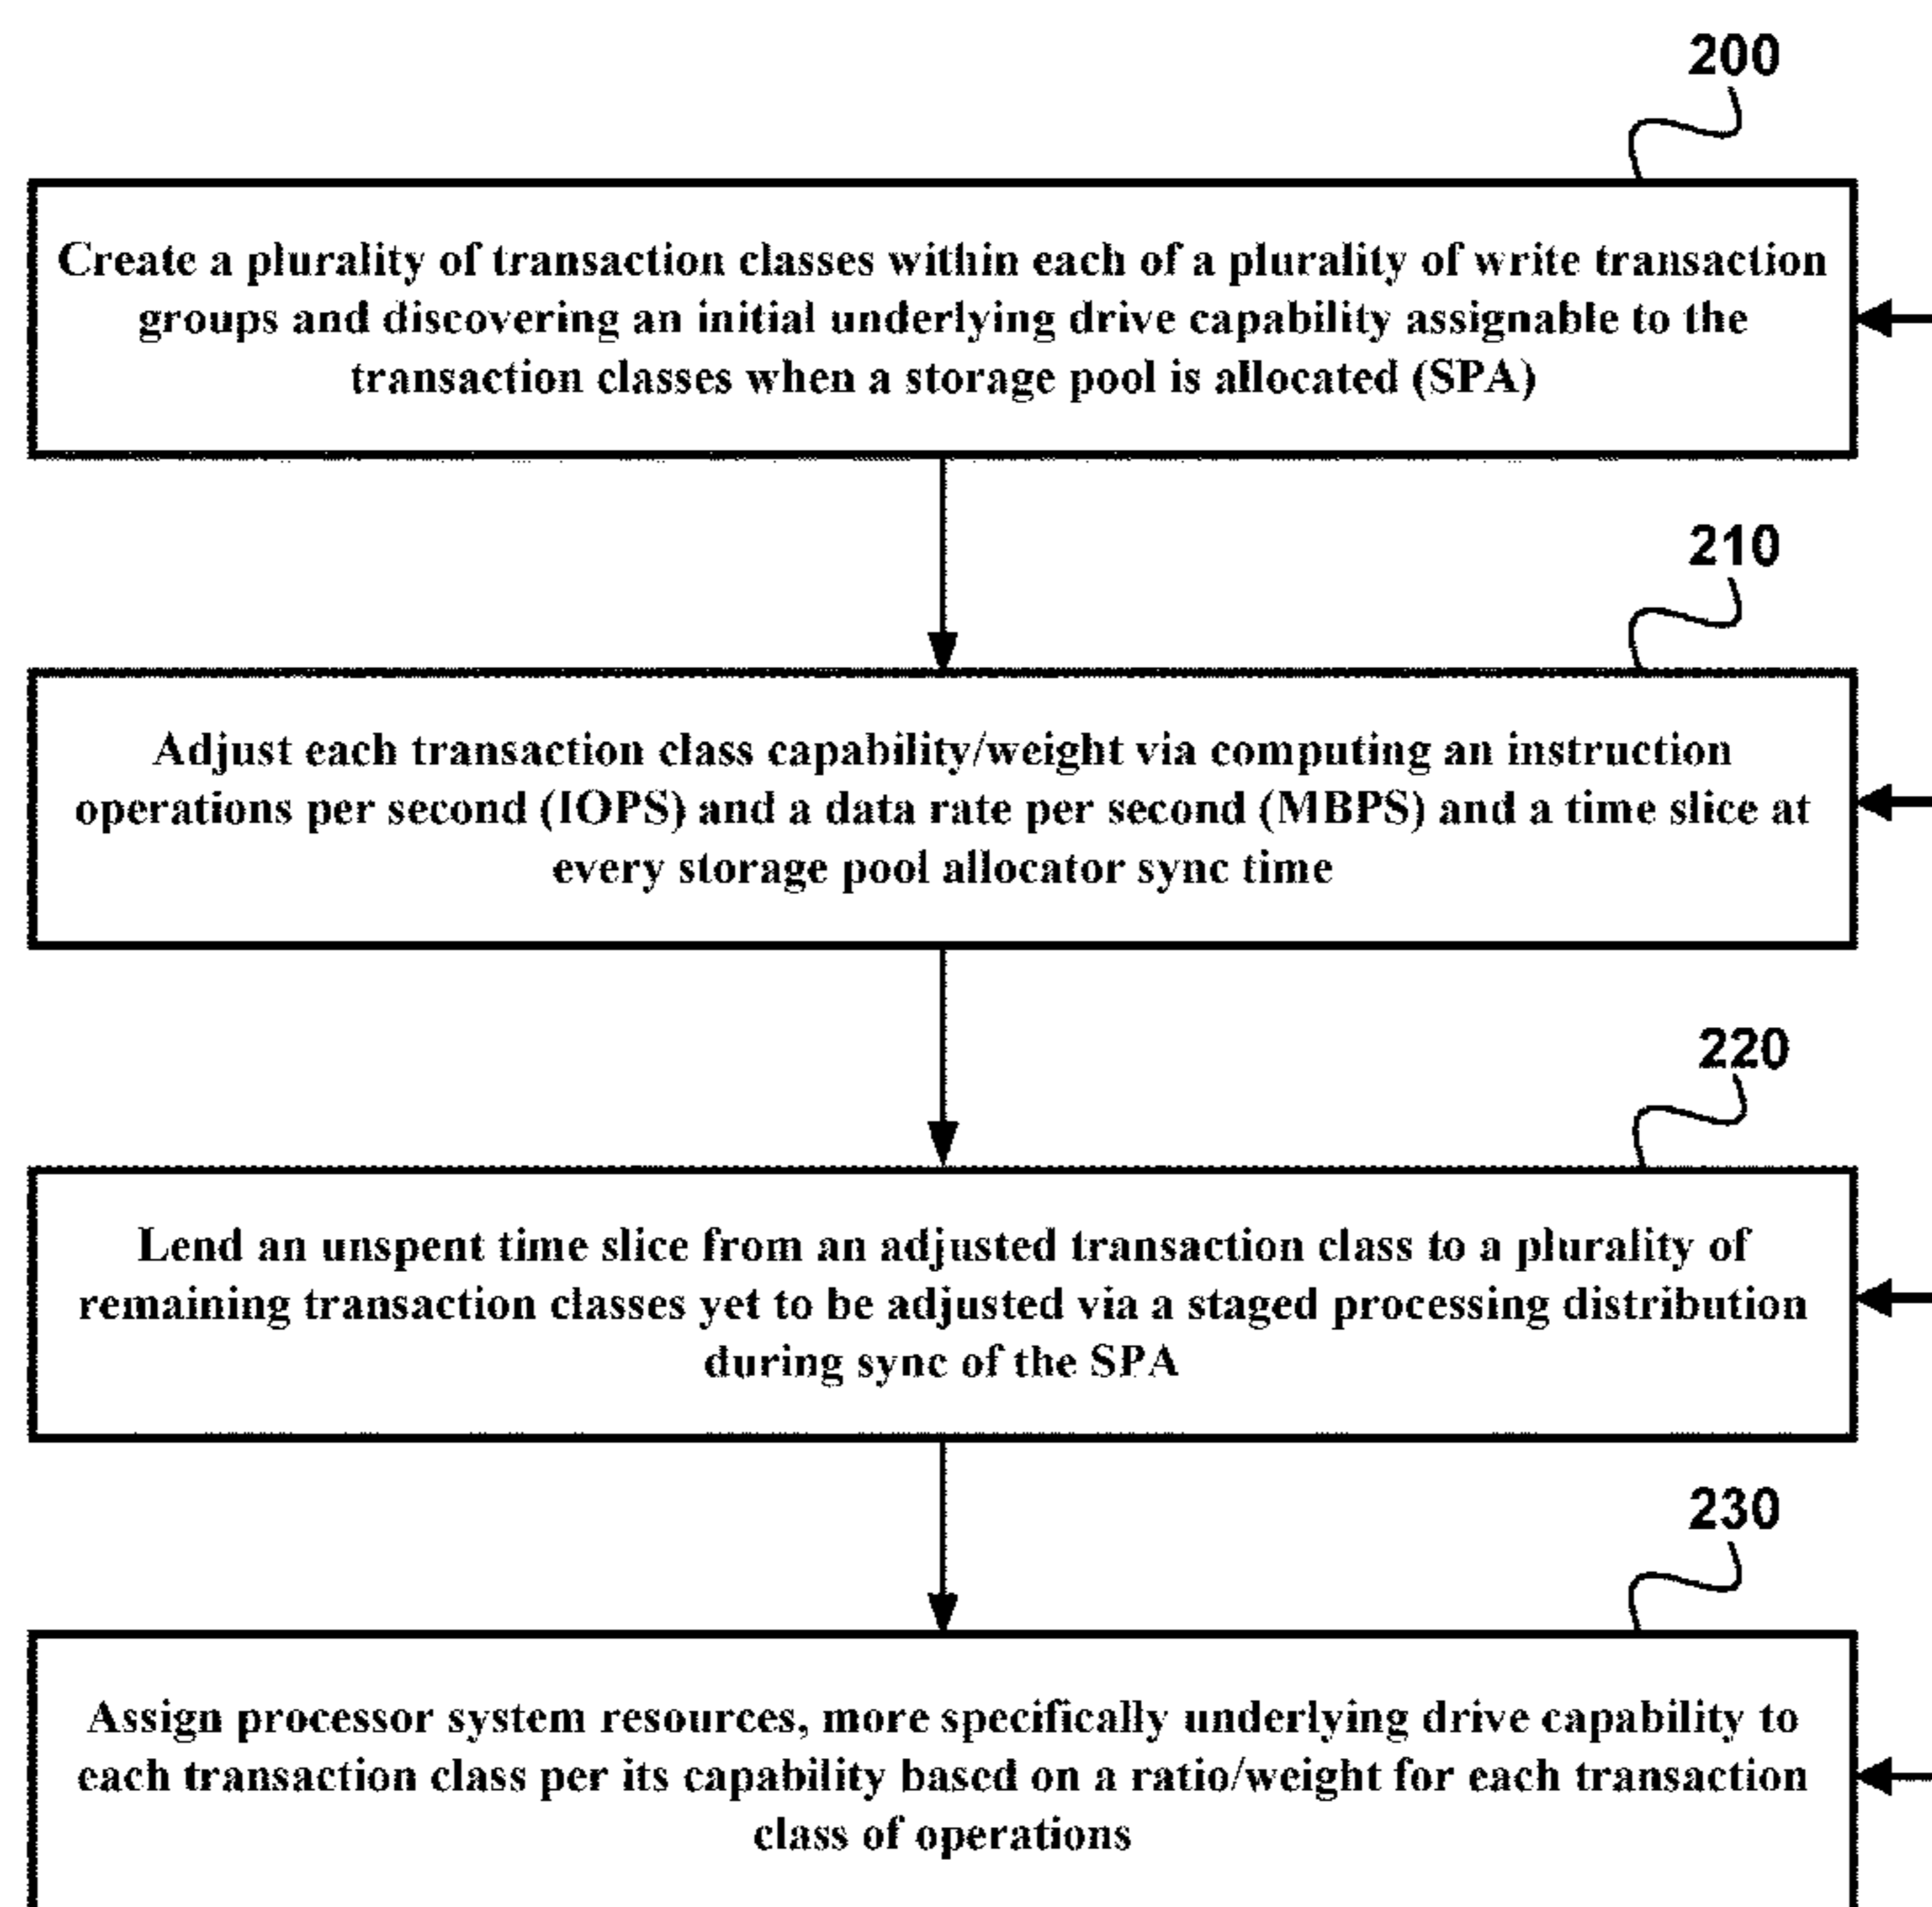 200
Create a plurality of transaction classes within each of a plurality of write transaction
groups and discovering an initial underlying drive capability assignable to the
transaction classes when a storage pool is allocated (SPA)
210
Adjust each transaction class capability/weight via computing an instruction
operations per second (IOPS) and a data rate per second (MBPS) and a time slice at
every storage pool allocator sync time
220
Lend an unspent time slice from an adjusted transaction class to a plurality of
remaining transaction classes yet to be adjusted via a staged processing distribution
during sync of the SPA
230
Assign processor system resources, more specifically underlying drive capability to
each transaction class per its capability based on a ratio/weight for each transaction
class of operations